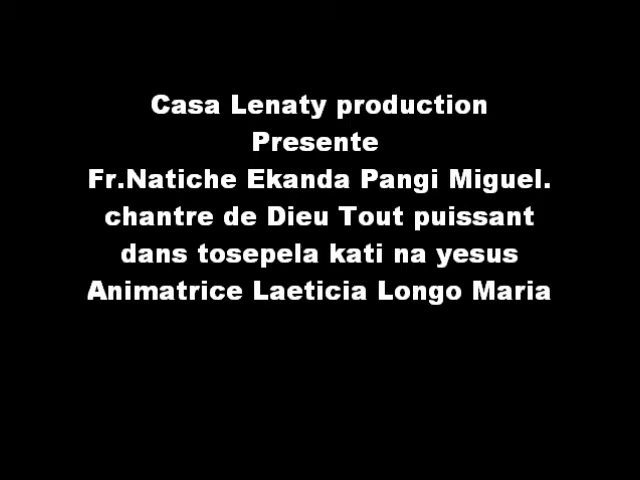 Casa Lenaty production
Presente
Fr.Natiche Ekanda Pangi Miguel.
chantre de Dieu Tout puissant
dans tosepela kati na yesus
Animatrice Laeticia Longo Maria